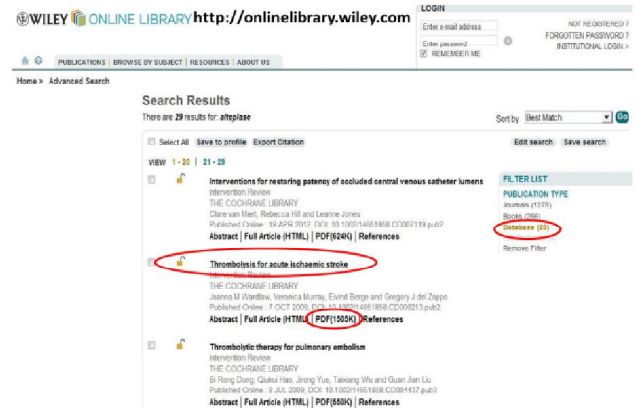 WILEY ONLINE LIBRARY http://onlinelibrary.wiley.com
LOGIN
Enter e-mail address
NOT REGISTERED ?
FORGOTTEN PASSWORD ?
Enter password
INSTITUTIONAL LOGIN >
REMEMBER ME
PUBLICATIONS | BROWSE BY SUBJECT | RESOURCES | ABOUT US
Home > Advanced Search
Search Results
There are 29 results for: alteplase
Sort by Best Match Go
Select All Save to profile Export Citation
Edit search Save search
VIEW 1 - 20 | 21 - 29
Interventions for restoring patency of occluded central venous catheter lumens
Intervention Review
THE COCHRANE LIBRARY
Clare van Miert, Rebecca Hill and Leanne Jones
Published Online : 18 APR 2012, DOI: 10.1002/14651858.CD007119.pub2
Abstract | Full Article (HTML) | PDF(624K) | References
FILTER LIST
PUBLICATION TYPE
Journals (1278)
Books (266)
Database (29)
Remove Filter
Thrombolysis for acute ischaemic stroke
Intervention Review
THE COCHRANE LIBRARY
Joanna M Wardlaw, Veronica Murray, Eivind Berge and Gregory J del Zoppo
Published Online : 7 OCT 2009, DOI: 10.1002/14651858.CD000213.pub2
Abstract | Full Article (HTML) | PDF(1505K) | References
Thrombolytic therapy for pulmonary embolism
Intervention Review
THE COCHRANE LIBRARY
Bi Rong Dong, Qiukui Hao, Jirong Yue, Taixiang Wu and Guan Jian Liu
Published Online : 8 JUL 2009, DOI: 10.1002/14651858.CD004437.pub3
Abstract | Full Article (HTML) | PDF(550K) | References